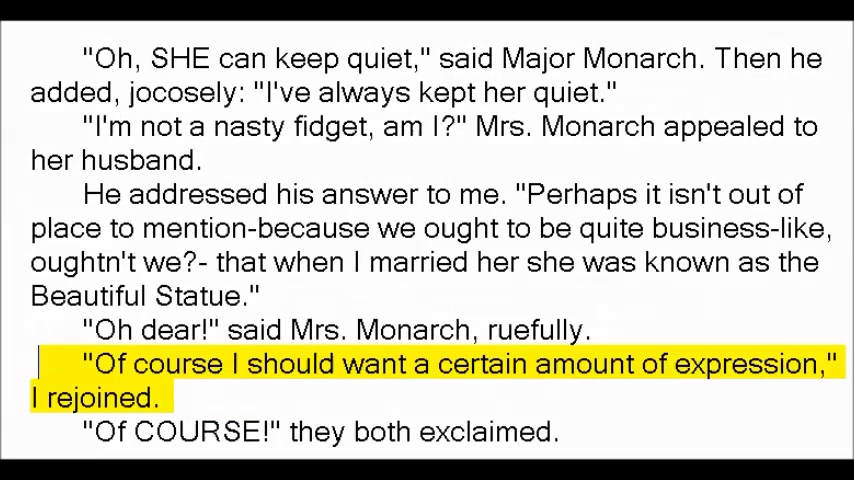 "Oh, SHE can keep quiet," said Major Monarch. Then he
added, jocosely: "I've always kept her quiet."
"I'm not a nasty fidget, am I?" Mrs. Monarch appealed to
her husband.
He addressed his answer to me. "Perhaps it isn't out of
place to mention-because we ought to be quite business-like,
oughtn't we?- that when I married her she was known as the
Beautiful Statue."
"Oh dear!" said Mrs. Monarch, ruefully.
"Of course I should want a certain amount of expression,"
I rejoined.
"Of COURSE!" they both exclaimed.